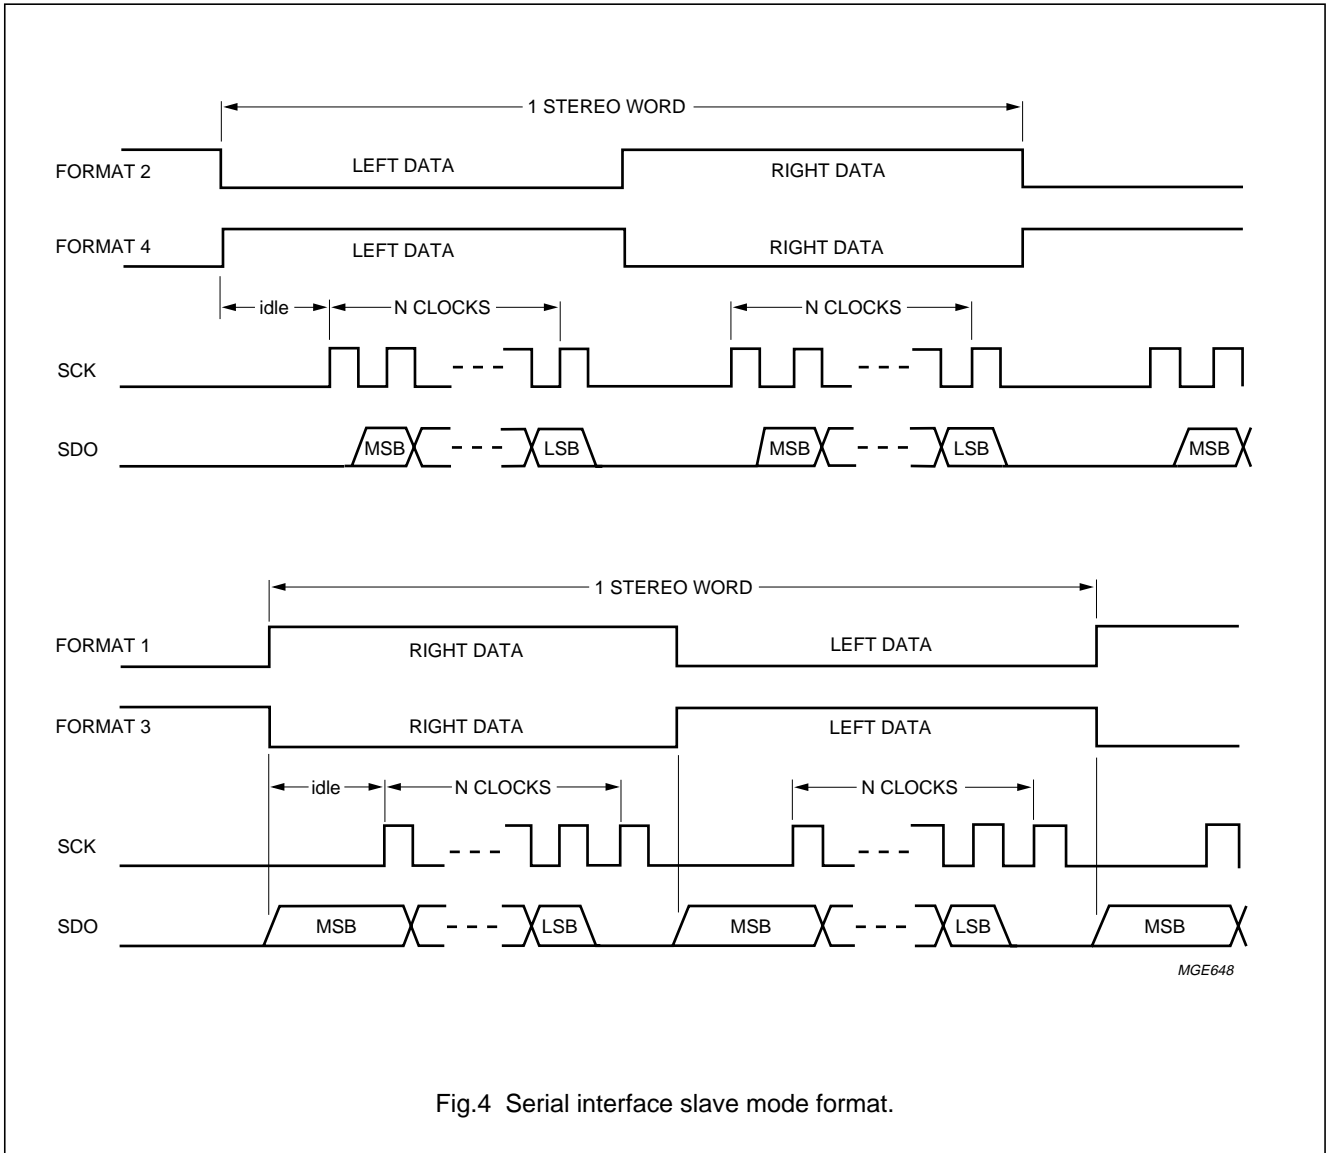 1 STEREO WORD
FORMAT 2 LEFT DATA RIGHT DATA
FORMAT 4 LEFT DATA RIGHT DATA
idle N CLOCKS N CLOCKS
SCK
SDO MSB LSB MSB LSB MSB
1 STEREO WORD
FORMAT 1 RIGHT DATA LEFT DATA
FORMAT 3 RIGHT DATA LEFT DATA
idle N CLOCKS N CLOCKS
SCK
SDO MSB LSB MSB LSB MSB
MGE648
Fig.4 Serial interface slave mode format.